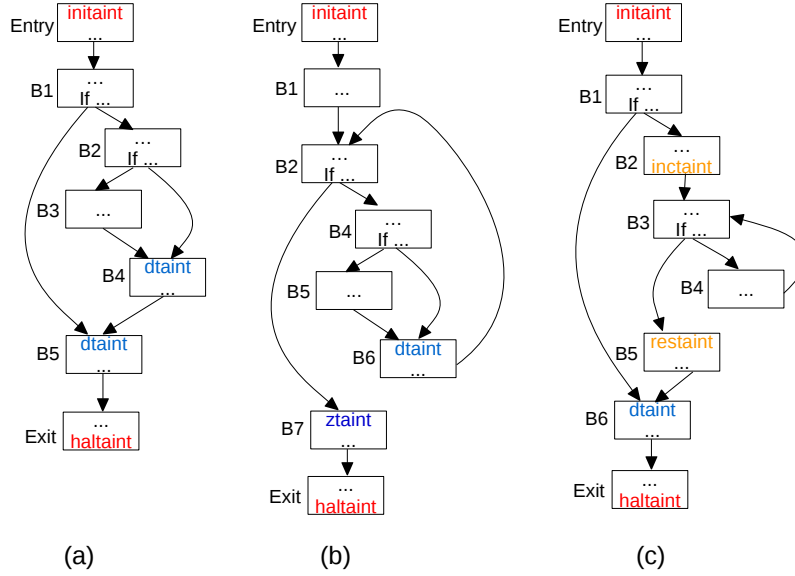 Entry
initaint
...
B1
...
If ...
B2
...
If ...
B3
...
B4
dtaint
...
B5
dtaint
...
Exit
...
haltaint
(a)
Entry
initaint
...
B1
...
B2
...
If ...
B4
...
If ...
B5
...
B6
dtaint
...
B7
ztaint
...
Exit
...
haltaint
(b)
Entry
initaint
...
B1
...
If ...
B2
...
inctaint
B3
...
If ...
B4
...
B5
restaint
...
B6
dtaint
...
Exit
...
haltaint
(c)